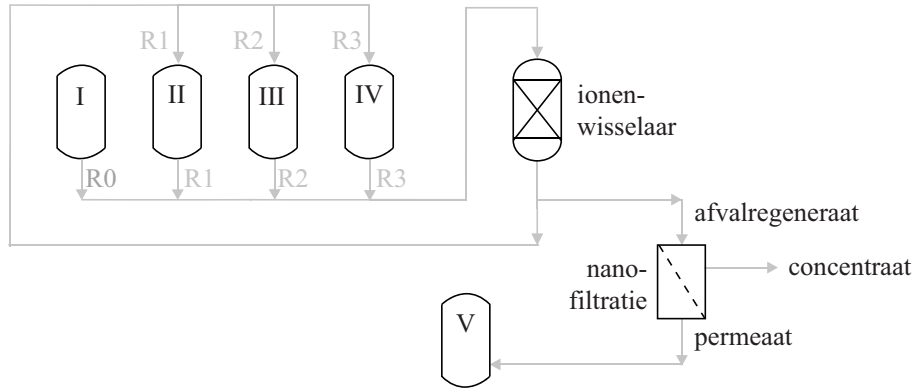 R1
R2
R3
I
II
III
IV
ionen-
wisselaar
R0
R1
R2
R3
afvalregeneraat
nano-
filtratie
concentraat
V
permeaat